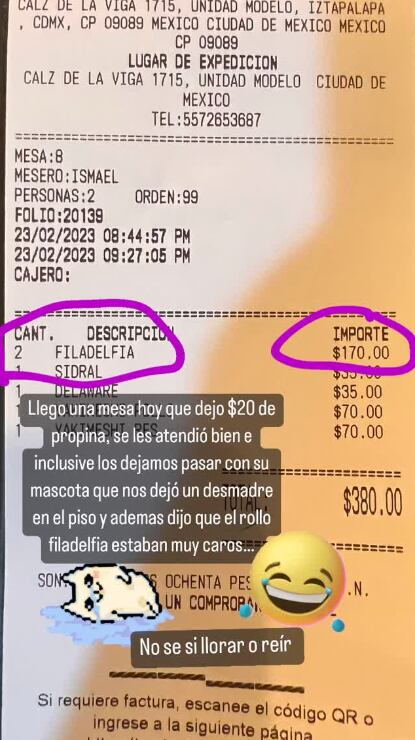 CALZ DE LA VIGA 1715, UNIDAD MODELO, IZTAPALAPA
, CDMX, CP 09089 MEXICO CIUDAD DE MEXICO MEXICO
CP 09089
LUGAR DE EXPEDICION
CALZ DE LA VIGA 1715, UNIDAD MODELO CIUDAD DE
MEXICO
TEL:5572653687
MESA:8
MESERO:ISMAEL
PERSONAS:2 ORDEN:99
FOLIO:20139
23/02/2023 08:44:57 PM
23/02/2023 09:27:05 PM
CAJERO:
CANT. DESCRIPCION IMPORTE
2 FILADELFIA $170.00
1 SIDRAL $35.00
1 DELAWARE $35.00
1 $70.00
1 YAKIMESHI RES $70.00
Llego una mesa hoy que dejo $20 de
propina, se les atendió bien e
inclusive los dejamos pasar con su
mascota que nos dejó un desmadre
en el piso y ademas dijo que el rollo
filadelfia estaban muy caros...
TOTAL: $380.00
SON OCHENTA PES .N.
UN COMPROBA
No se si llorar o reír
Si requiere factura, escanee el código QR o
ingrese a la siguiente página